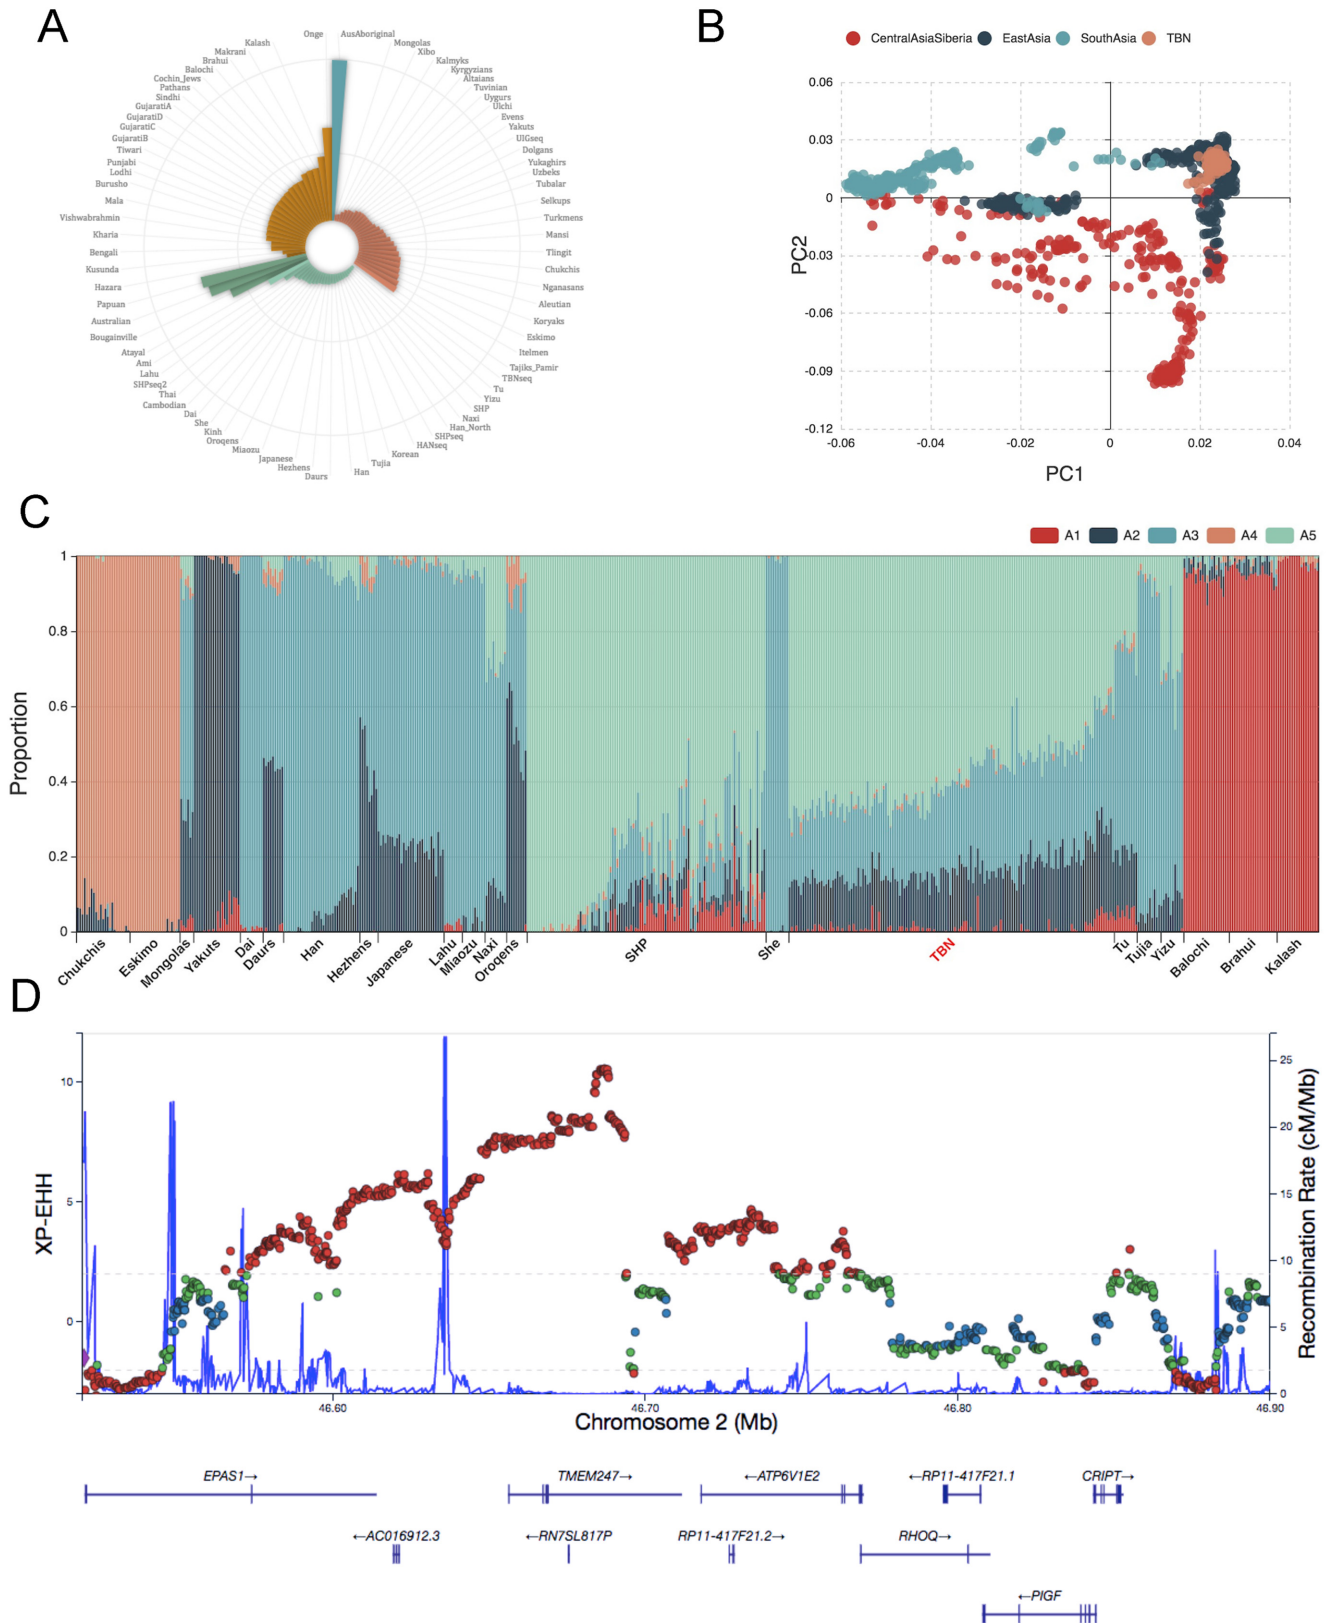 A
Onge
AusAboriginal
Kalash
Mongolas
Makrani
Xibo
Brahui
Kalmyks
Balochi
Kyrgyzians
Cochin_Jews
Altaians
Pathans
Tuvinian
Sindhi
Uygurs
GujaratiA
Ulchi
GujaratiD
Evens
GujaratiC
Yakuts
GujaratiB
UIGseq
Tiwari
Dolgans
Punjabi
Yukaghirs
Lodhi
Uzbeks
Burusho
Tubalar
Mala
Selkups
Vishwabrahmin
Turkmens
Kharia
Mansi
Bengali
Tlingit
Kusunda
Chukchis
Hazara
Nganasans
Papuan
Aleutian
Australian
Koryaks
Bougainville
Eskimo
Atayal
Itelmen
Ami
Tajiks_Pamir
Lahu
TBNseq
SHPseq2
Tu
Thai
Yizu
Cambodian
SHP
Dai
Naxi
She
Han_North
Kinh
SHPseq
Oroqens
HANseq
Miaozu
Korean
Japanese
Tujia
Hezhens
Han
Daurs
B
CentralAsiaSiberia EastAsia SouthAsia TBN
0.06
0.03
0
-0.03
-0.06
-0.09
-0.12
PC2
-0.06 -0.04 -0.02 0 0.02 0.04
PC1
C
A1 A2 A3 A4 A5
1
0.8
0.6
0.4
0.2
0
Proportion
Chukchis Eskimo Mongolas Yakuts Dai Daurs Han Hezhens Japanese Lahu Miaozu Naxi Oroqens SHP She TBN Tu Tujia Yizu Balochi Brahui Kalash
D
10
5
0
XP-EHH
25
20
15
10
5
0
Recombination Rate (cM/Mb)
46.60 46.70 46.80 46.90
Chromosome 2 (Mb)
EPAS1→ TMEM247→ ←ATP6V1E2 ←RP11-417F21.1 CRIPT→
←AC016912.3 ←RN7SL817P RP11-417F21.2→ RHOQ→
←PIGF